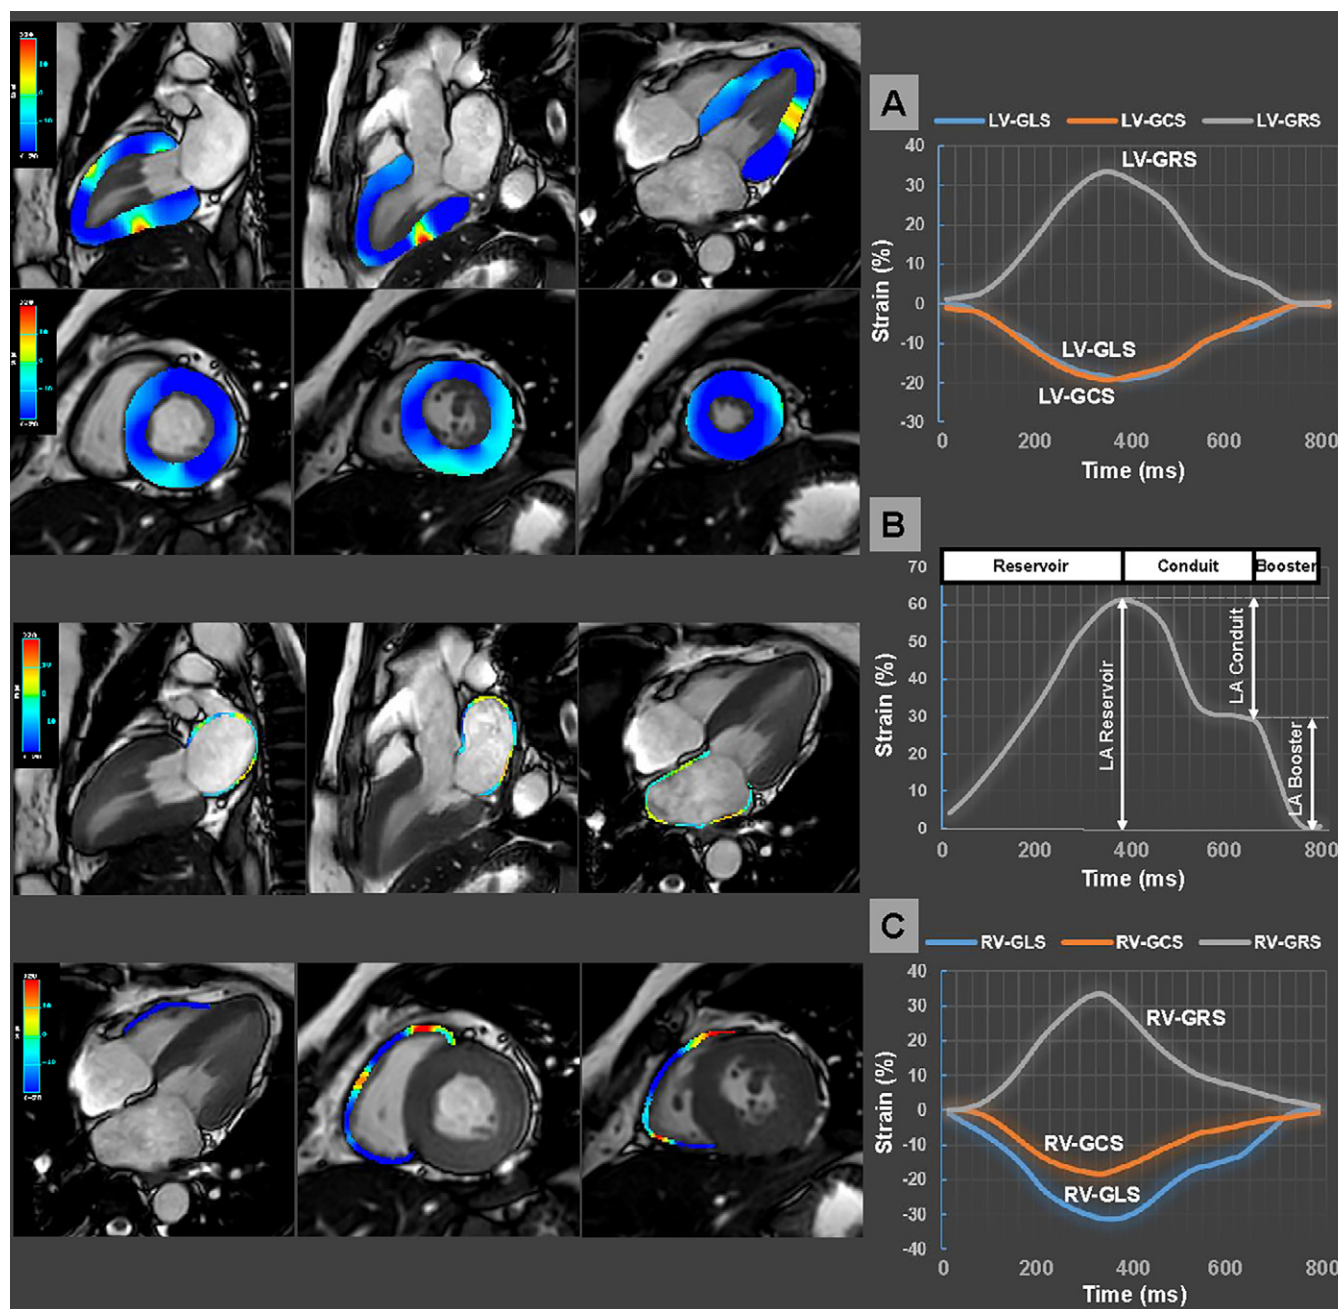 A
LV-GLS LV-GCS LV-GRS
40
30
20
10
0
-10
-20
-30
Strain (%)
LV-GRS
LV-GLS
LV-GCS
0 200 400 600 800
Time (ms)
B
Reservoir Conduit Booster
70
60
50
40
30
20
10
0
Strain (%)
LA Reservoir
LA Conduit
LA Booster
0 200 400 600 800
Time (ms)
C
RV-GLS RV-GCS RV-GRS
40
30
20
10
0
-10
-20
-30
-40
Strain (%)
RV-GRS
RV-GCS
RV-GLS
0 200 400 600 800
Time (ms)